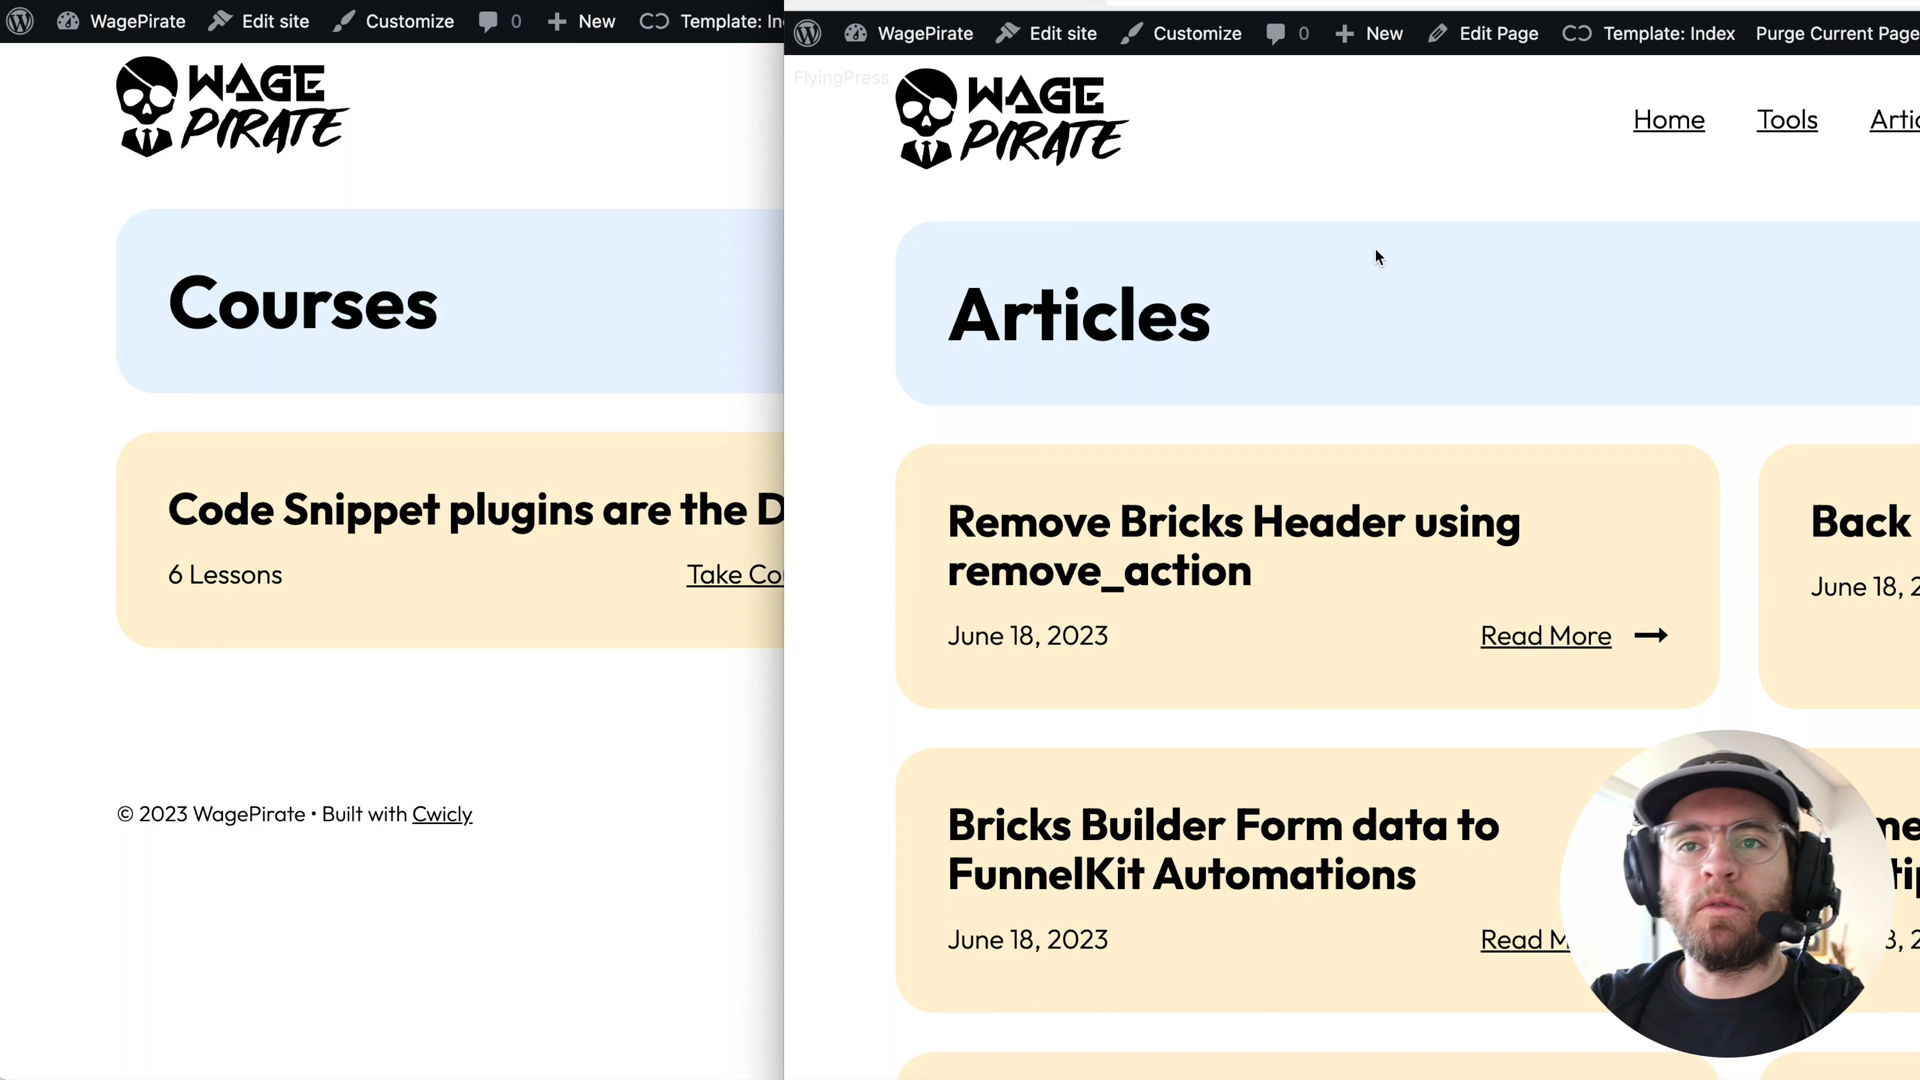 WagePirate
Edit site
Customize
0
New
Template: In
WAGE
PIRATE
Courses
Code Snippet plugins are the D
6 Lessons
Take Co
© 2023 WagePirate • Built with Cwicly
WagePirate
Edit site
Customize
0
New
Edit Page
Template: Index
Purge Current Page
FlyingPress
WAGE
PIRATE
Home
Tools
Artic
Articles
Remove Bricks Header using
remove_action
June 18, 2023
Read More
Back
June 18, 2
Bricks Builder Form data to
FunnelKit Automations
June 18, 2023
Read M